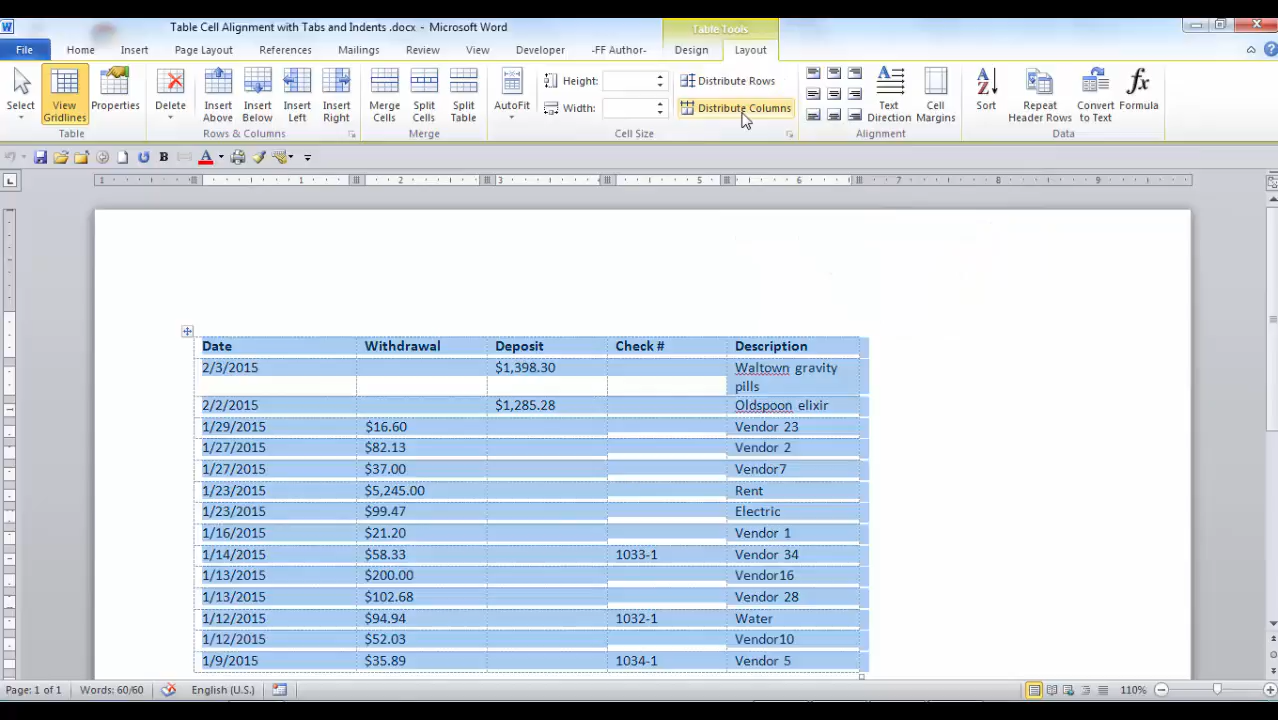 Table Cell Alignment with Tabs and Indents .docx - Microsoft Word
Table Tools
File Home Insert Page Layout References Mailings Review View Developer -FF Author- Design Layout
Select
View Gridlines
Properties
Table
Delete
Insert Above
Insert Below
Insert Left
Insert Right
Rows & Columns
Merge Cells
Split Cells
Split Table
Merge
AutoFit
Height:
Width:
Distribute Rows
Distribute Columns
Cell Size
Text Direction
Cell Margins
Alignment
Sort
Repeat Header Rows
Convert to Text
Formula
Data
1 1 2 3 5 6 7 8 9
Date Withdrawal Deposit Check # Description
2/3/2015 $1,398.30 Waltown gravity
pills
2/2/2015 $1,285.28 Oldspoon elixir
1/29/2015 $16.60 Vendor 23
1/27/2015 $82.13 Vendor 2
1/27/2015 $37.00 Vendor7
1/23/2015 $5,245.00 Rent
1/23/2015 $99.47 Electric
1/16/2015 $21.20 Vendor 1
1/14/2015 $58.33 1033-1 Vendor 34
1/13/2015 $200.00 Vendor16
1/13/2015 $102.68 Vendor 28
1/12/2015 $94.94 1032-1 Water
1/12/2015 $52.03 Vendor10
1/9/2015 $35.89 1034-1 Vendor 5
Page: 1 of 1 Words: 60/60 English (U.S.) 110%